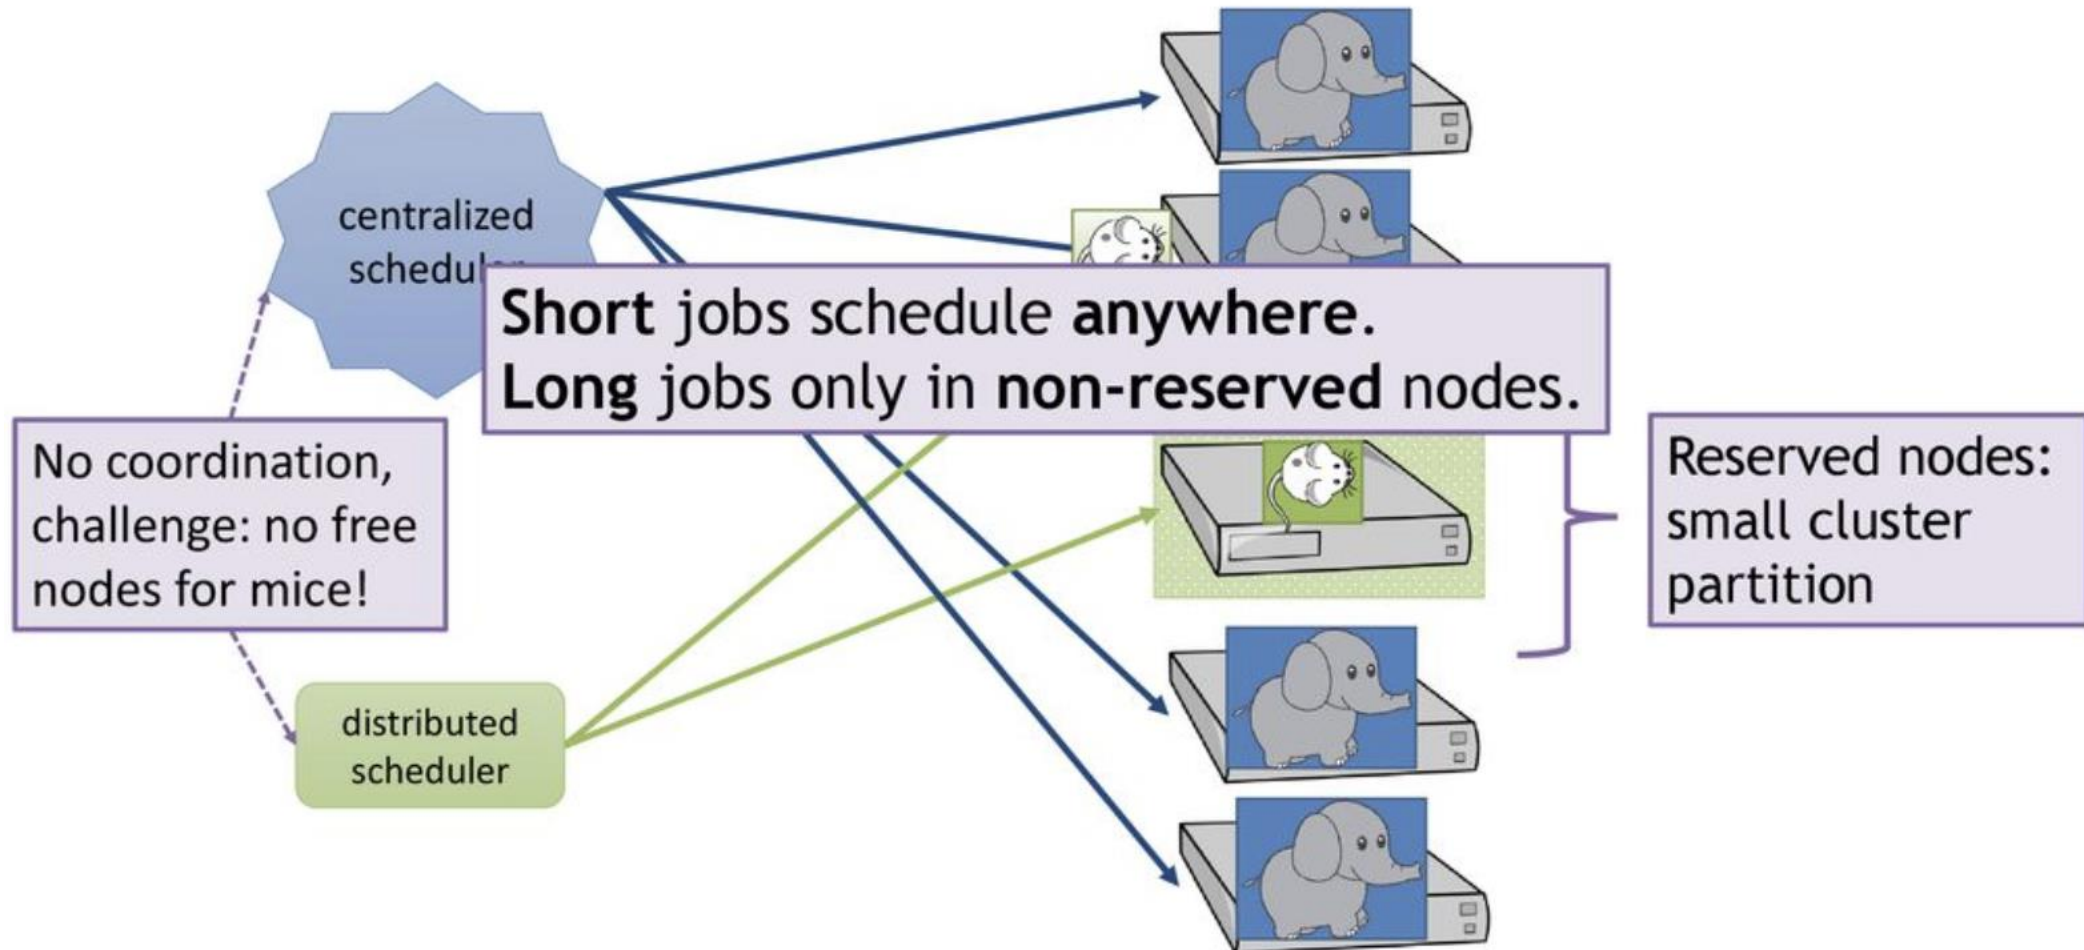 centralized
scheduler
Short jobs schedule anywhere.
Long jobs only in non-reserved nodes.
No coordination,
challenge: no free
nodes for mice!
Reserved nodes:
small cluster
partition
distributed
scheduler